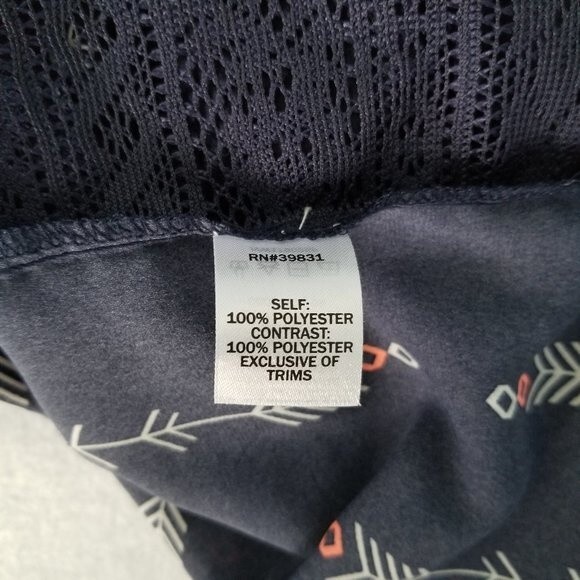 RN#39831
SELF:
100% POLYESTER
CONTRAST:
100% POLYESTER
EXCLUSIVE OF
TRIMS